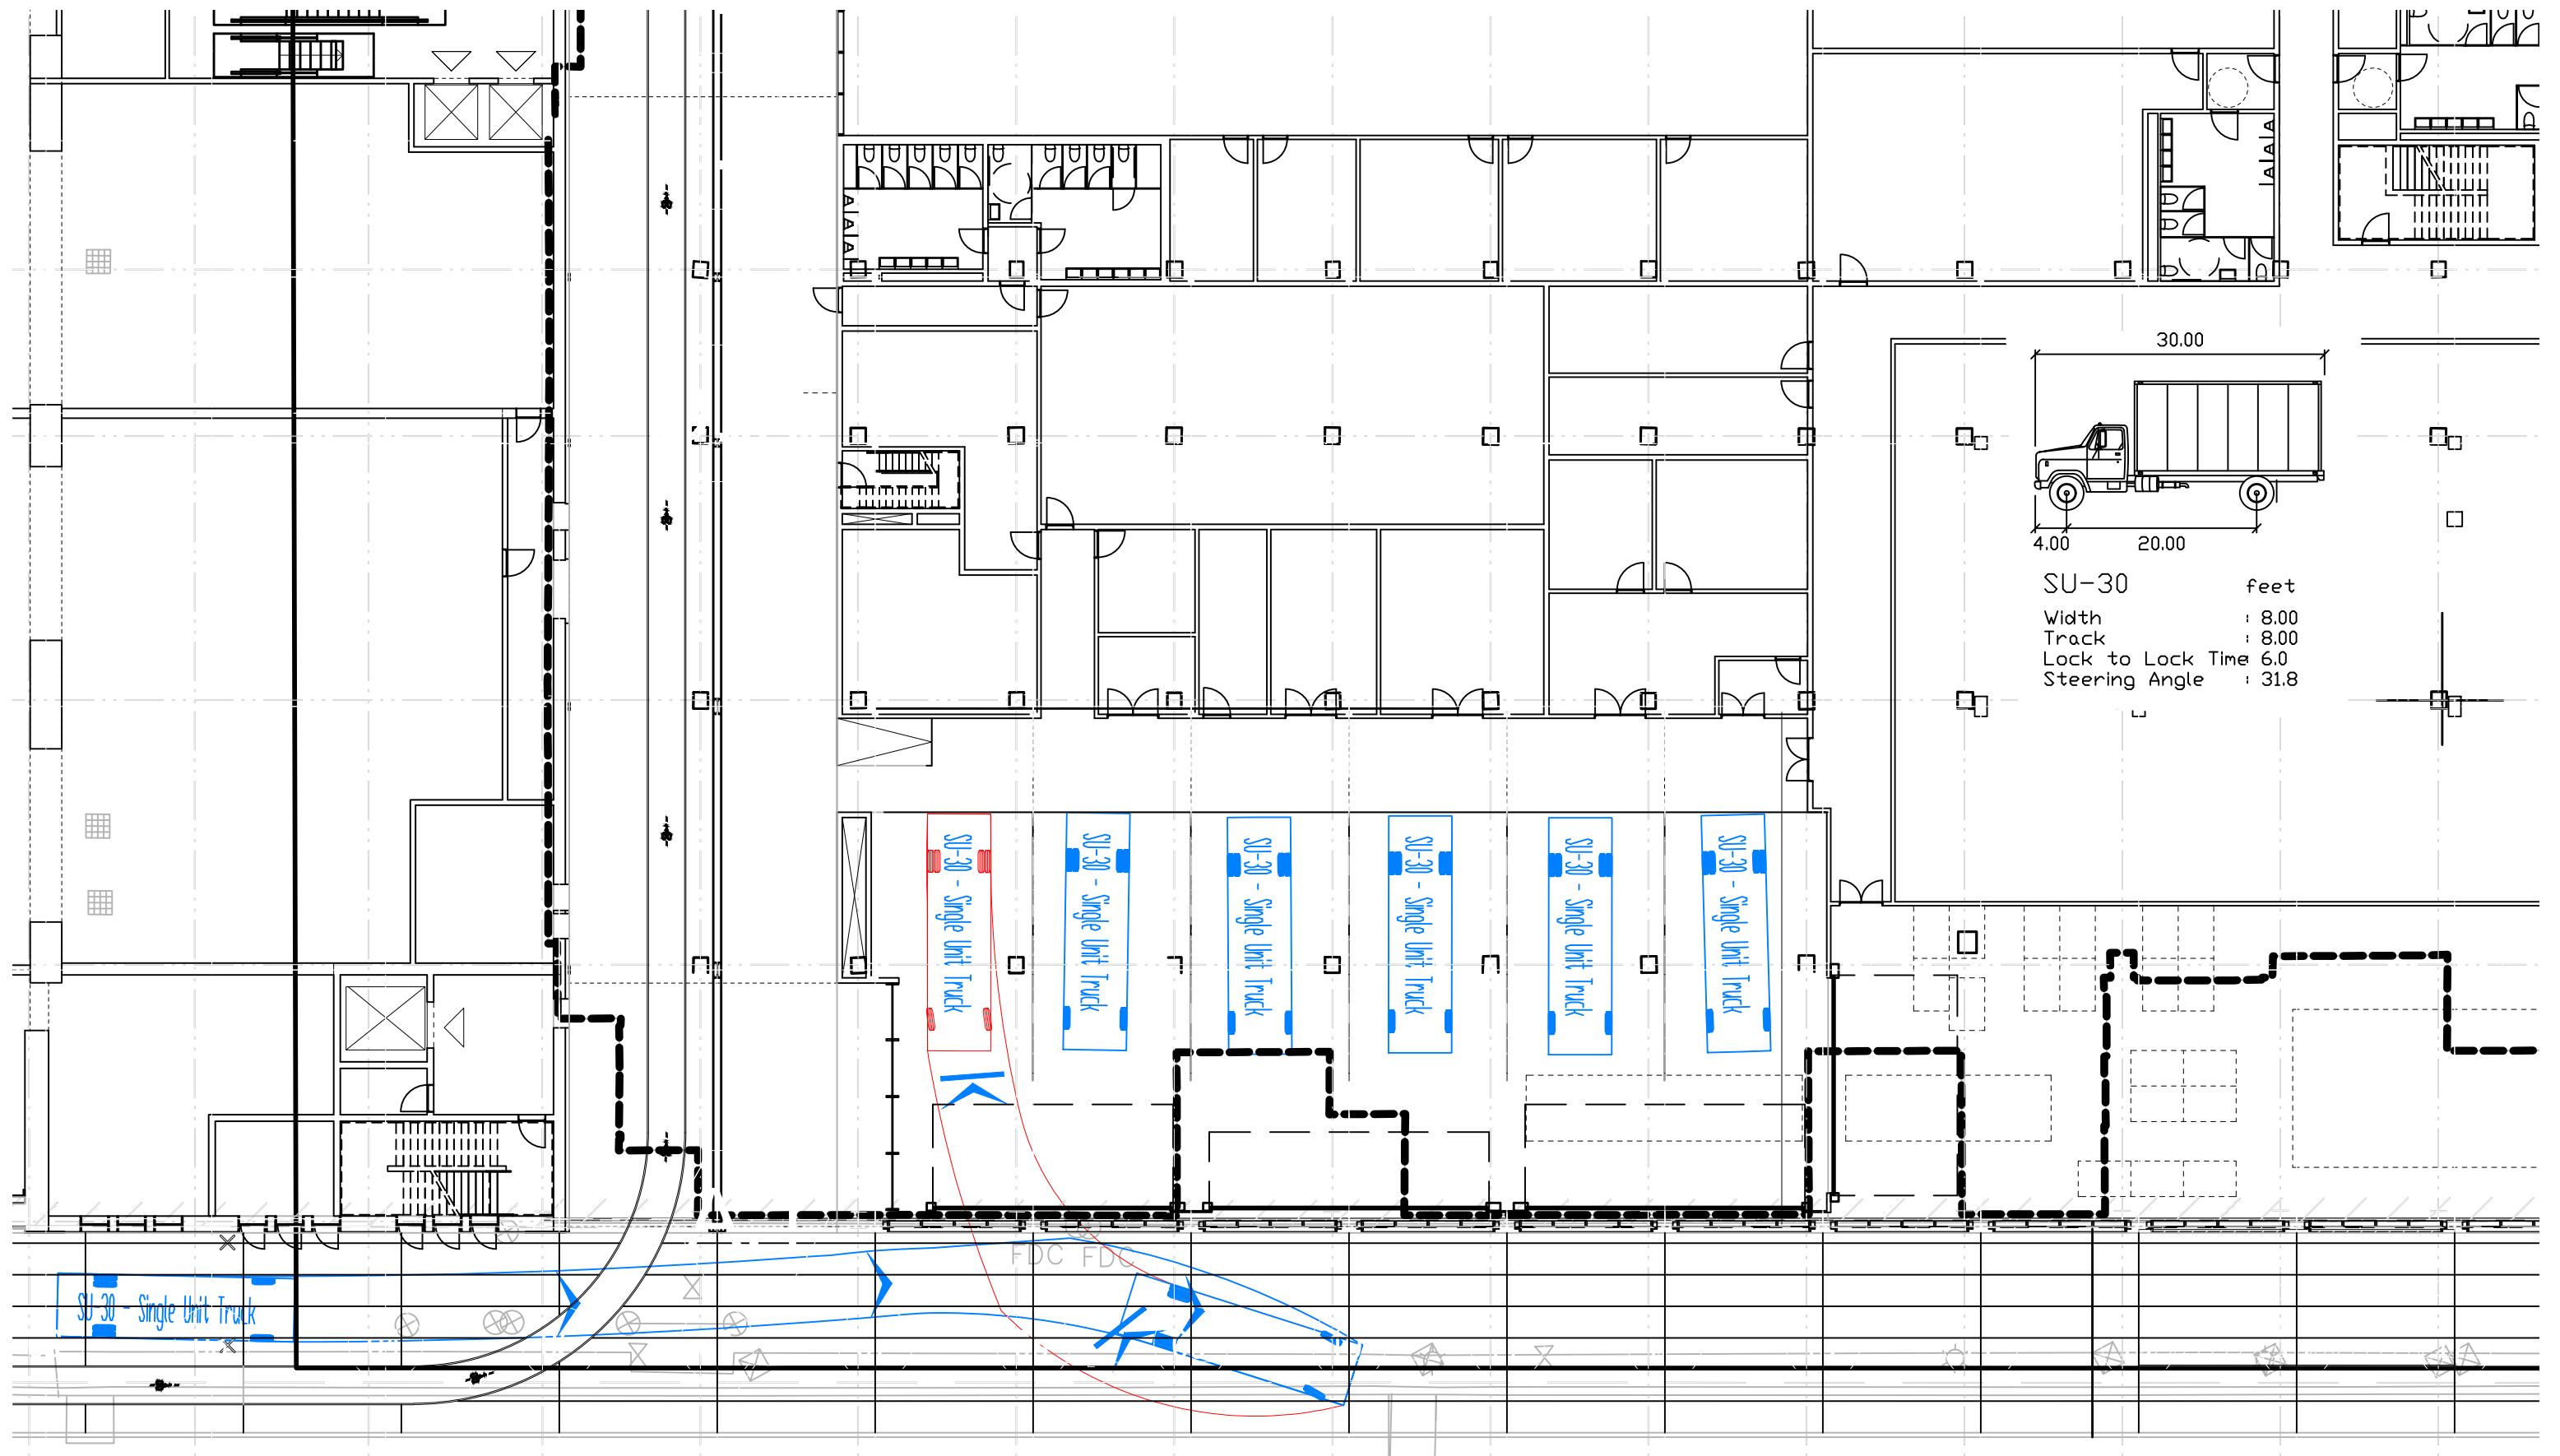 30.00
4.00 20.00
SU-30 feet
Width : 8.00
Track : 8.00
Lock to Lock Time : 6.0
Steering Angle : 31.8
SU-30 - Single Unit Truck
SU-30 - Single Unit Truck
SU-30 - Single Unit Truck
SU-30 - Single Unit Truck
SU-30 - Single Unit Truck
SU-30 - Single Unit Truck
FDC FDC
SU-30 - Single Unit Truck